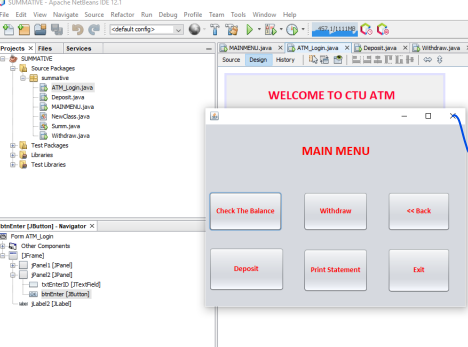 SUMMATIVE - Apache NetBeans IDE 12.1
File Edit View Navigate Source Refactor Run Debug Profile Team Tools Window Help
<default config>
457.1/1111MB
Projects × Files Services
MAINMENU.java × ATM_Login.java × Deposit.java × Withdraw.java ×
Source Design History
SUMMATIVE
Source Packages
summative
ATM_Login.java
Deposit.java
MAINMENU.java
NewClass.java
Summ.java
Withdraw.java
Test Packages
Libraries
Test Libraries
WELCOME TO CTU ATM
MAIN MENU
Check The Balance Withdraw << Back
Deposit Print Statement Exit
btnEnter [JButton] - Navigator ×
Form ATM_Login
Other Components
[JFrame]
jPanel1 [JPanel]
jPanel2 [JPanel]
txtEnterID [JTextField]
btnEnter [JButton]
jLabel2 [JLabel]